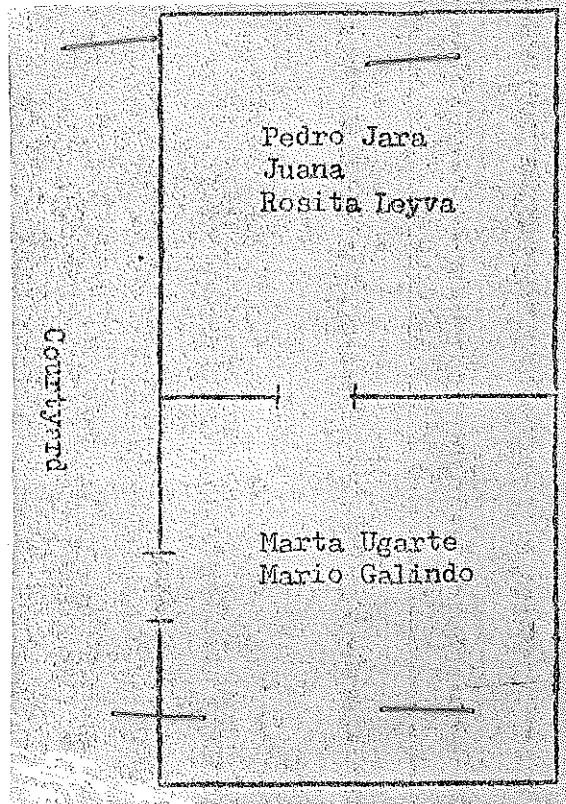 Pedro Jara
Juana
Rosita Leyva
Courtyard
Marta Ugarte
Mario Galindo